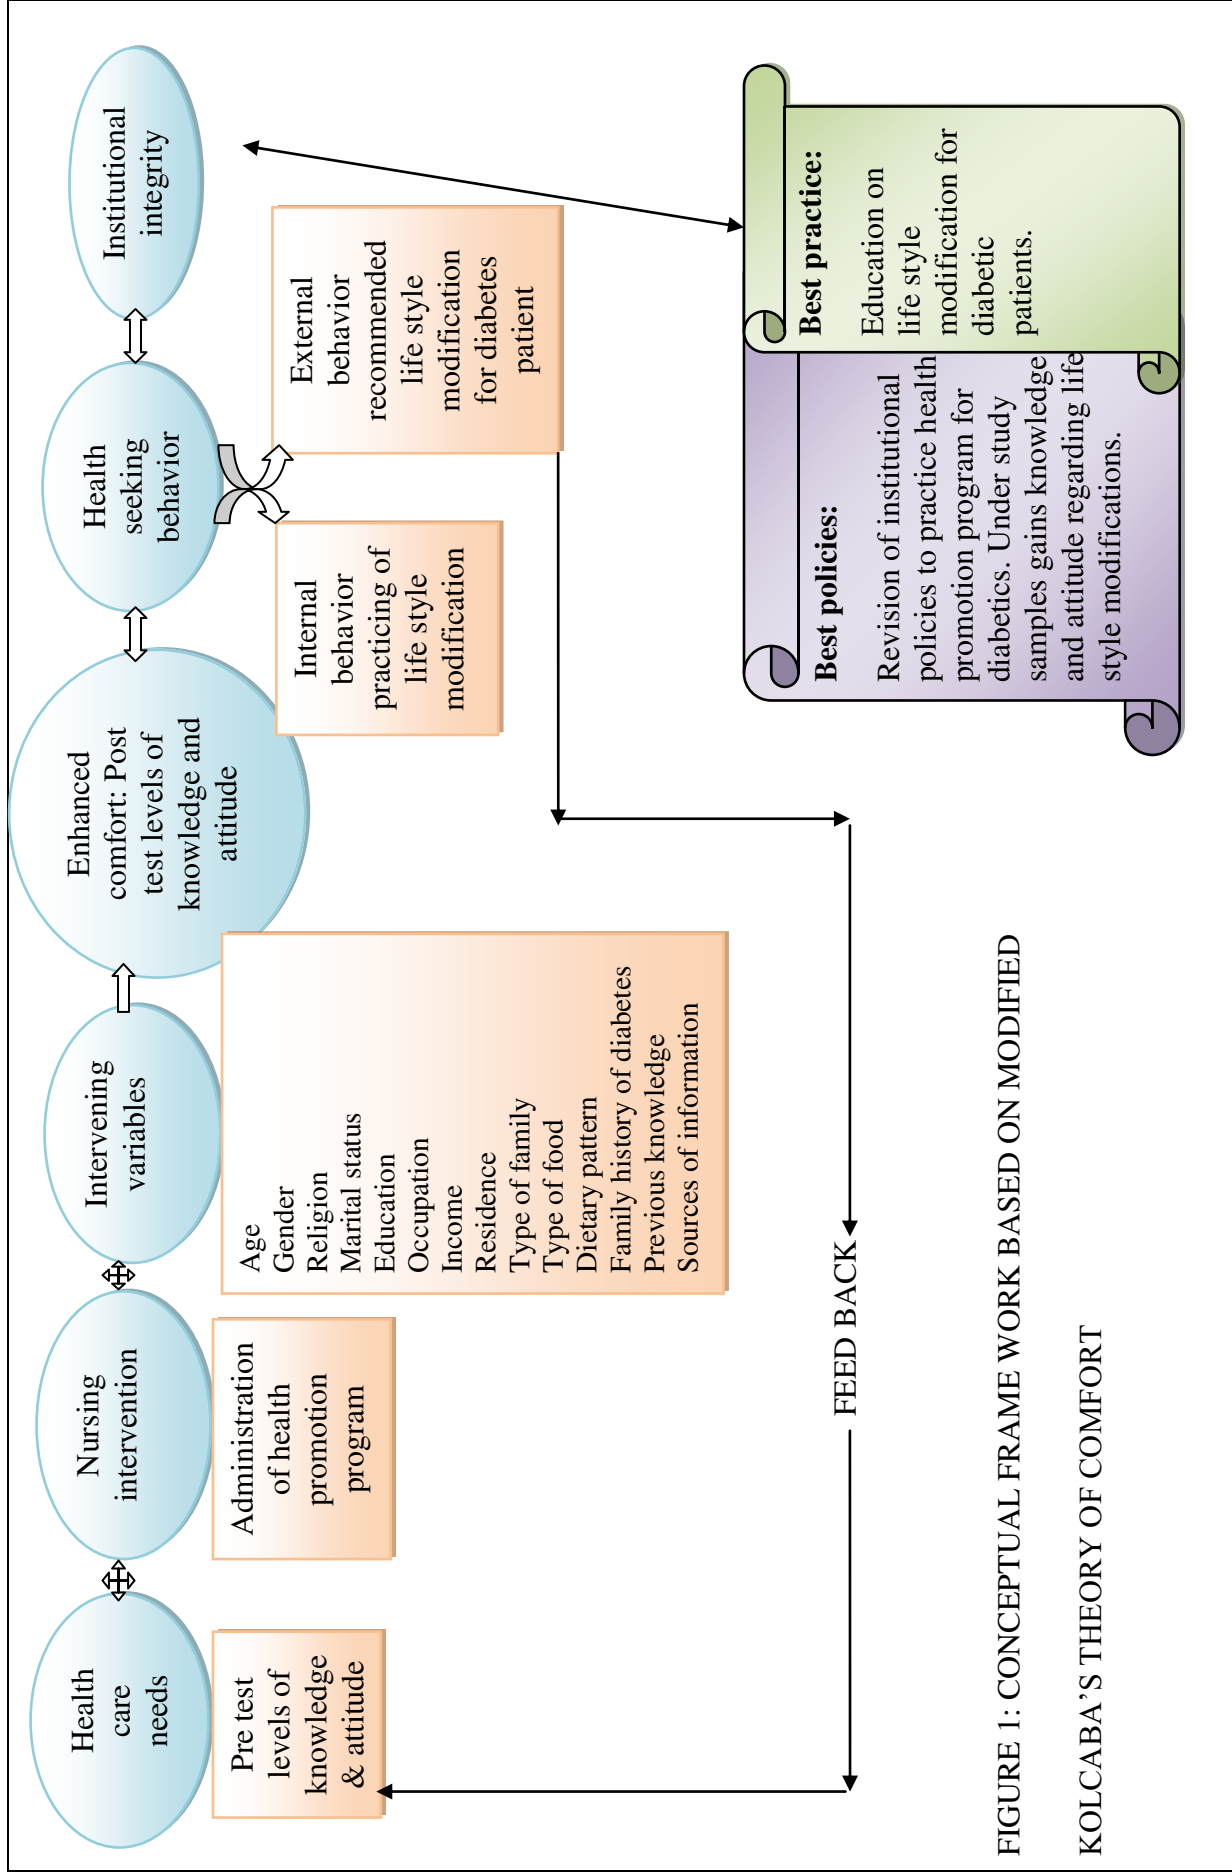 Health
care
needs
Nursing
intervention
Intervening
variables
Enhanced
comfort: Post
test levels of
knowledge and
attitude
Health
seeking
behavior
Institutional
integrity
Pre test
levels of
knowledge
& attitude
Administration
of health
promotion
program
Age
Gender
Religion
Marital status
Education
Occupation
Income
Residence
Type of family
Type of food
Dietary pattern
Family history of diabetes
Previous knowledge
Sources of information
Internal
behavior
practicing of
life style
modification
External
behavior
recommended
life style
modification
for diabetes
patient
FEED BACK
Best policies:
Revision of institutional
policies to practice health
promotion program for
diabetics. Under study
samples gains knowledge
and attitude regarding life
style modifications.
Best practice:
Education on
life style
modification for
diabetic
patients.
FIGURE 1: CONCEPTUAL FRAME WORK BASED ON MODIFIED
KOLCABA’S THEORY OF COMFORT